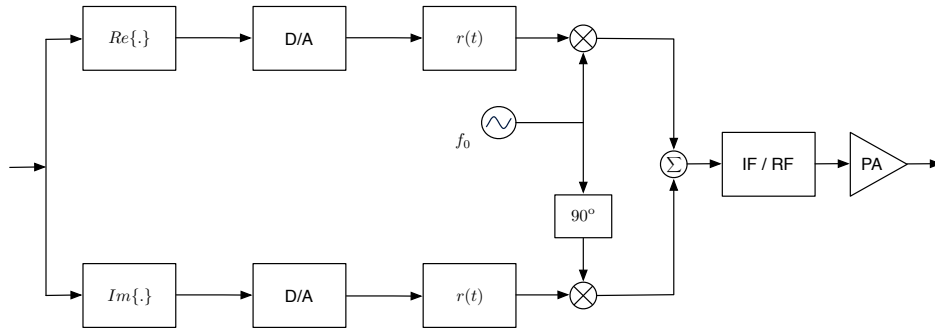 Re{.}
D/A
r(t)
f₀
Σ
IF / RF
PA
90°
Im{.}
D/A
r(t)